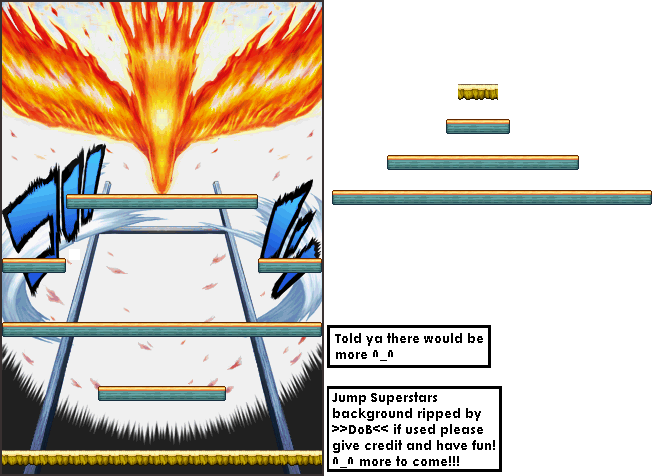 Told ya there would be
more ^_^
Jump Superstars
background ripped by
>>DoB<< if used please
give credit and have fun!
^_^ more to come!!!